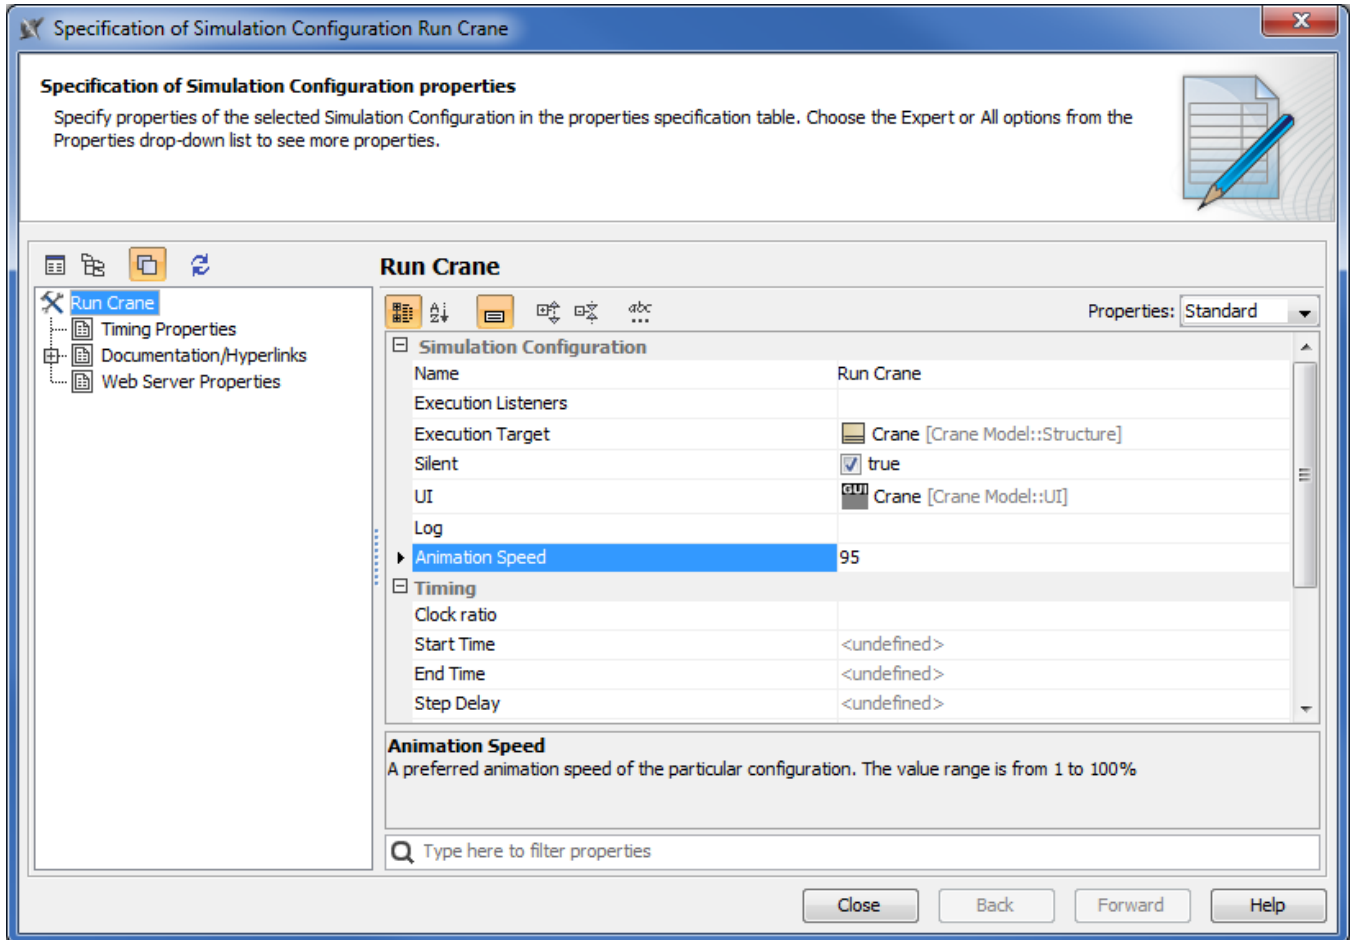 Specification of Simulation Configuration Run Crane
Specification of Simulation Configuration properties
Specify properties of the selected Simulation Configuration in the properties specification table. Choose the Expert or All options from the
Properties drop-down list to see more properties.
Run Crane
Timing Properties
Documentation/Hyperlinks
Web Server Properties
Run Crane
Properties: Standard
Simulation Configuration
Name Run Crane
Execution Listeners
Execution Target Crane [Crane Model::Structure]
Silent true
UI GUI Crane [Crane Model::UI]
Log
Animation Speed 95
Timing
Clock ratio
Start Time <undefined>
End Time <undefined>
Step Delay <undefined>
Animation Speed
A preferred animation speed of the particular configuration. The value range is from 1 to 100%
Type here to filter properties
Close Back Forward Help